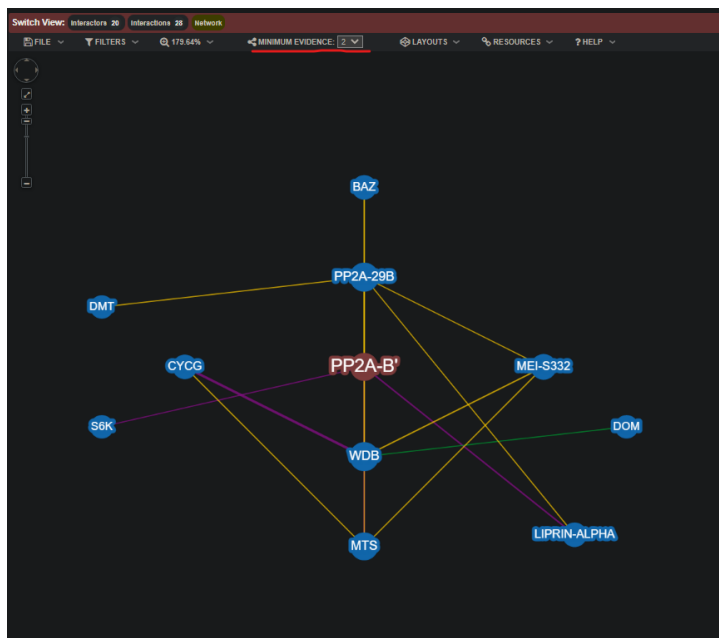 Switch View: Interactors 20 Interactions 28 Network
FILE FILTERS 179.64% MINIMUM EVIDENCE: 2 LAYOUTS RESOURCES ? HELP
BAZ
PP2A-29B
DMT
CYCG PP2A-B' MEI-S332
S6K DOM
WDB
LIPRIN-ALPHA
MTS